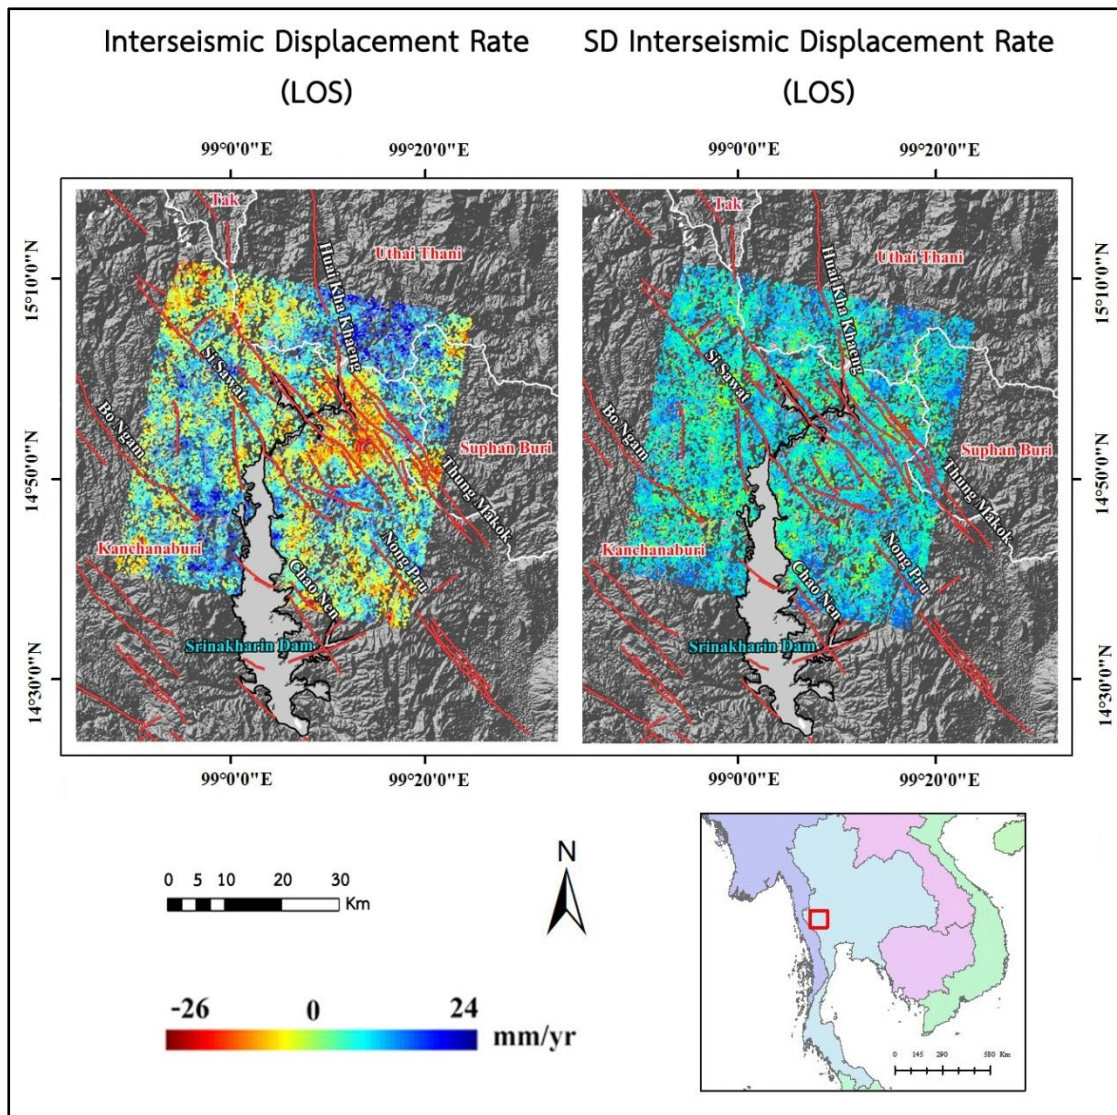 Interseismic Displacement Rate
(LOS)
SD Interseismic Displacement Rate
(LOS)
99°0'0"E
99°20'0"E
99°0'0"E
99°20'0"E
15°10'0"N
14°50'0"N
14°30'0"N
Tak
Uthai Thani
Huai Kha Khaeng
Si Sawat
Bo Ngam
Suphan Buri
Thung Makok
Kanchanaburi
Nong Pru
Chao Nen
Srinakharin Dam
Tak
Uthai Thani
Huai Kha Khaeng
Si Sawat
Bo Ngam
Suphan Buri
Thung Makok
Kanchanaburi
Nong Pru
Chao Nen
Srinakharin Dam
15°10'0"N
14°50'0"N
14°30'0"N
99°0'0"E
99°20'0"E
99°0'0"E
99°20'0"E
0 5 10 20 30
Km
N
-26 0 24
mm/yr
0 145 290 580 Km